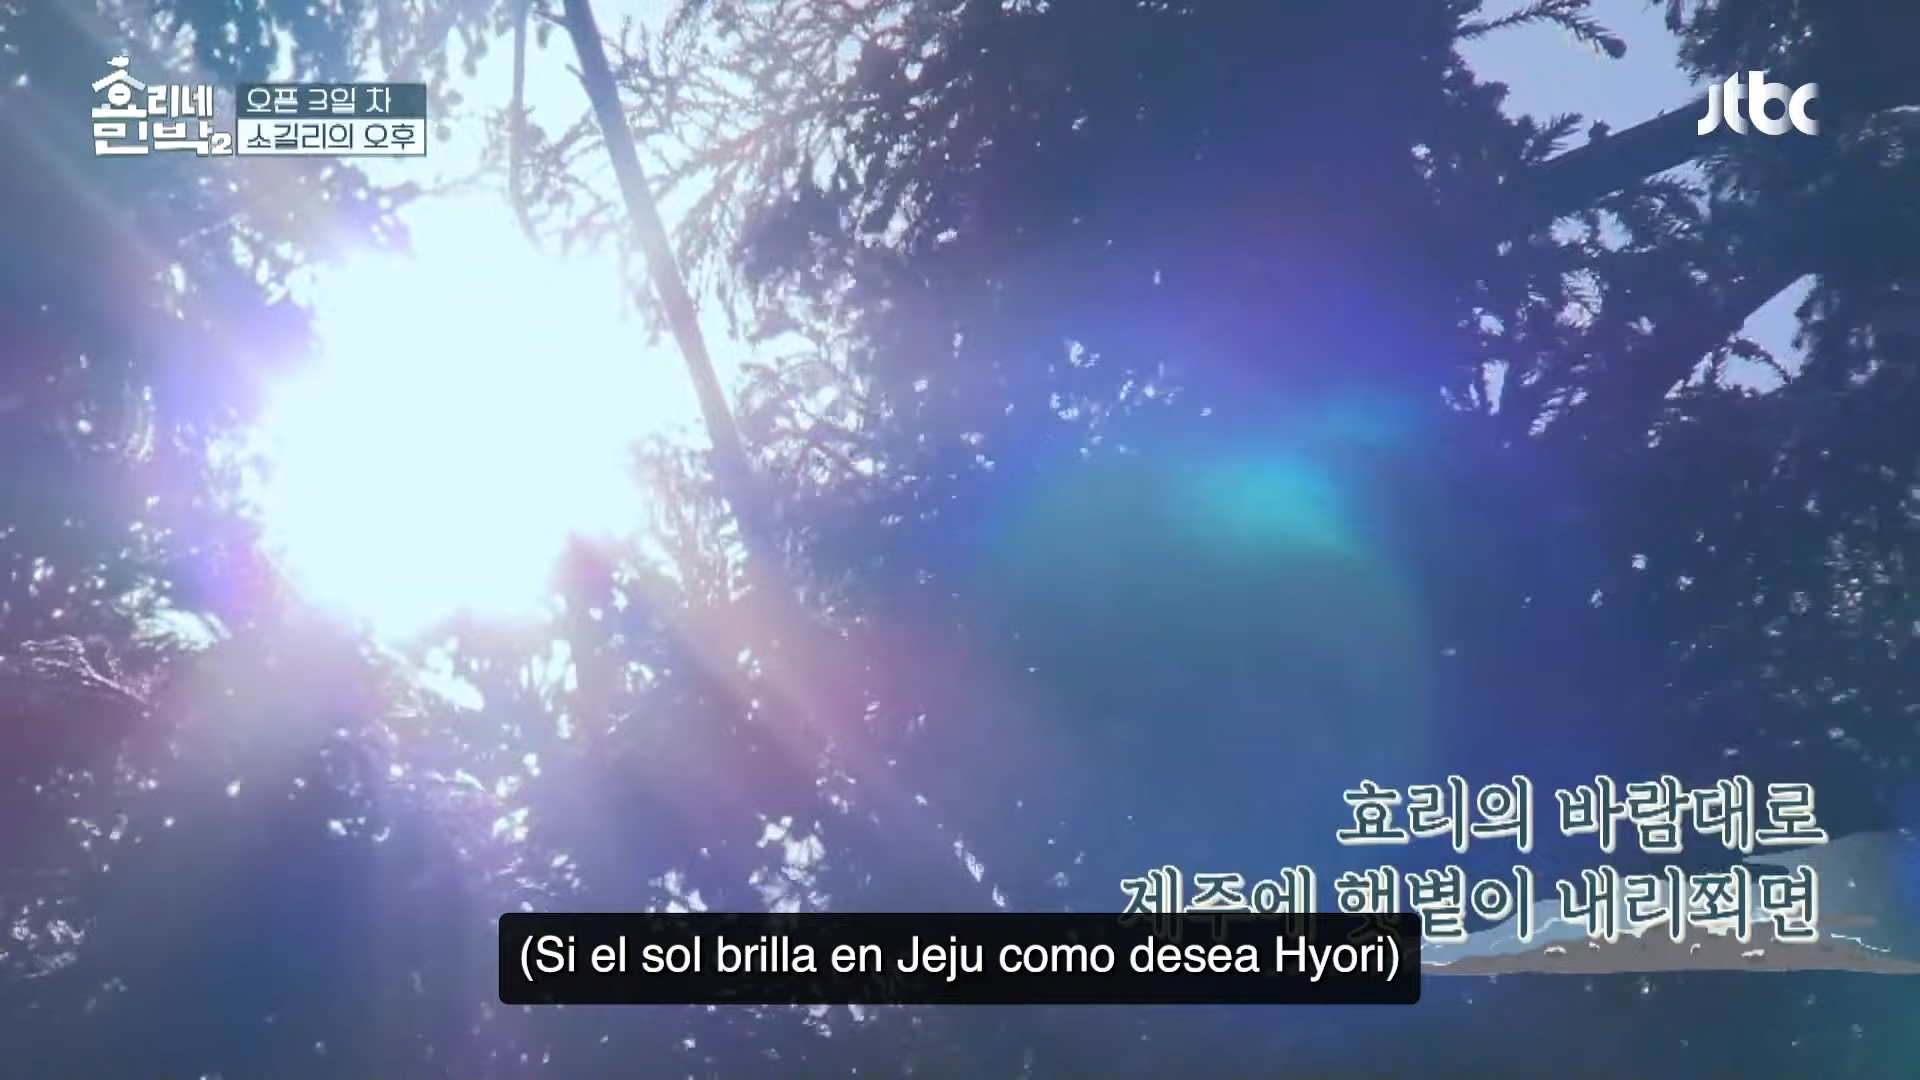 효리네
민박2
오픈 3일 차
소길리의 오후
jtbc
효리의 바람대로
제주에 햇볕이 내리쬐면
(Si el sol brilla en Jeju como desea Hyori)